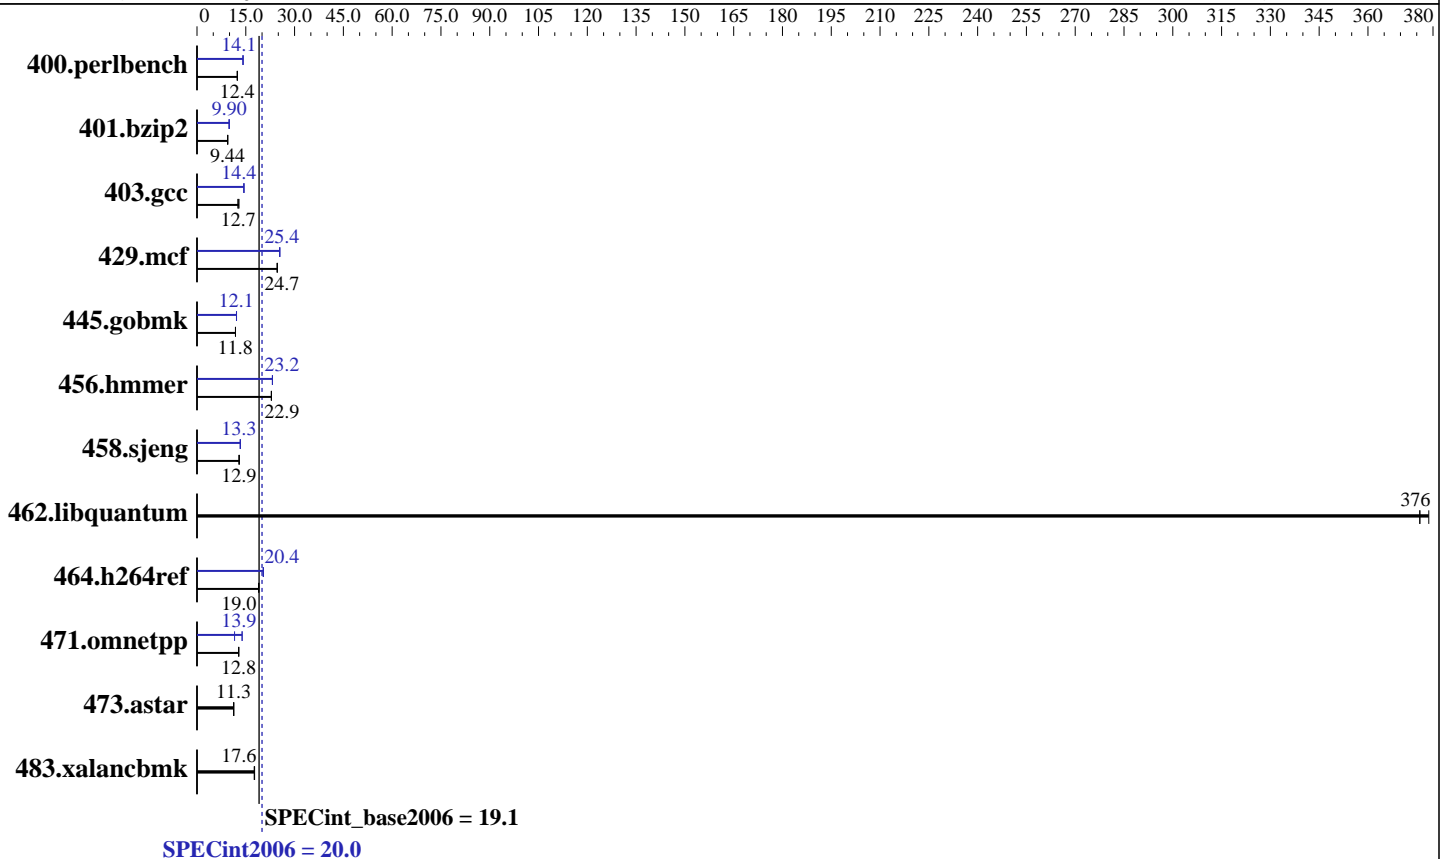 0 15.0 30.0 45.0 60.0 75.0 90.0 105 120 135 150 165 180 195 210 225 240 255 270 285 300 315 330 345 360 380
400.perlbench 14.1
12.4
401.bzip2 9.90
9.44
403.gcc 14.4
12.7
429.mcf 25.4
24.7
445.gobmk 12.1
11.8
456.hmmer 23.2
22.9
458.sjeng 13.3
12.9
462.libquantum 376
464.h264ref 20.4
19.0
471.omnetpp 13.9
12.8
473.astar 11.3
483.xalancbmk 17.6
SPECint_base2006 = 19.1
SPECint2006 = 20.0